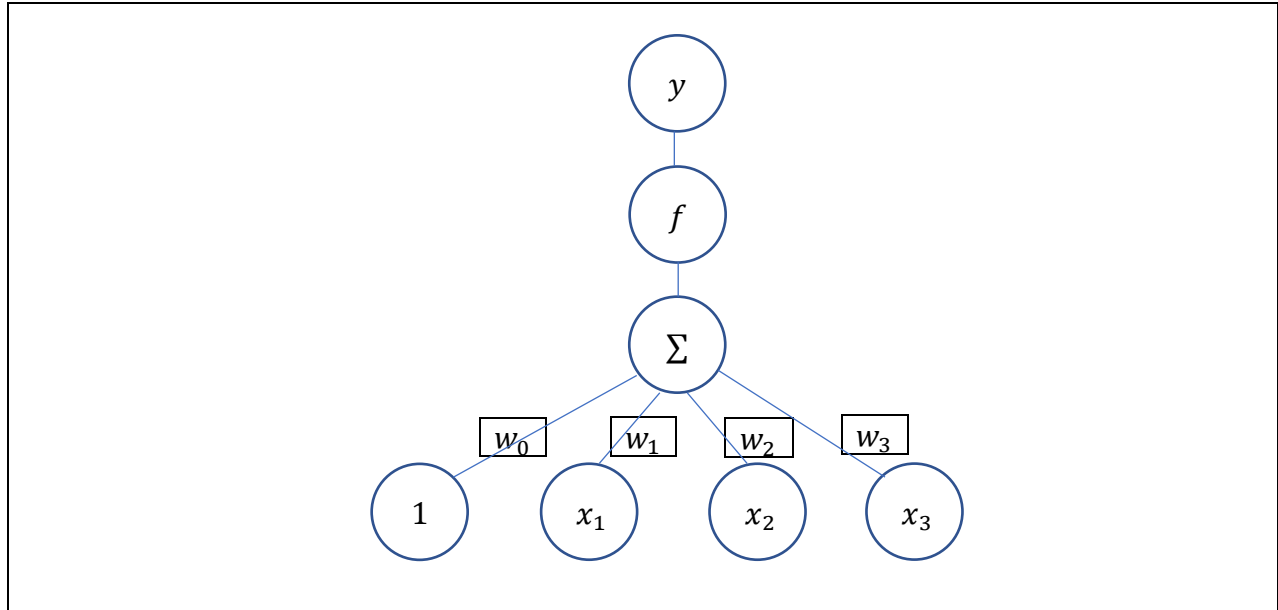 y
f
∑
w₀ w₁ w₂ w₃
1 x₁ x₂ x₃